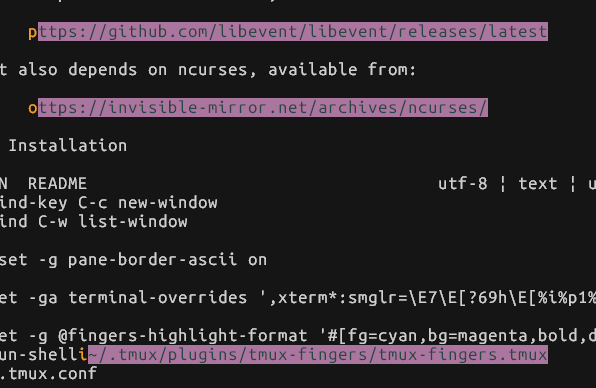 pttps://github.com/libevent/libevent/releases/latest
t also depends on ncurses, available from:
ottps://invisible-mirror.net/archives/ncurses/
Installation
N README utf-8 ¦ text ¦ u
ind-key C-c new-window
ind C-w list-window
set -g pane-border-ascii on
et -ga terminal-overrides ',xterm*:smglr=\E7\E[?69h\E[%i%p1%
et -g @fingers-highlight-format '#[fg=cyan,bg=magenta,bold,d
un-shelli~/.tmux/plugins/tmux-fingers/tmux-fingers.tmux
.tmux.conf